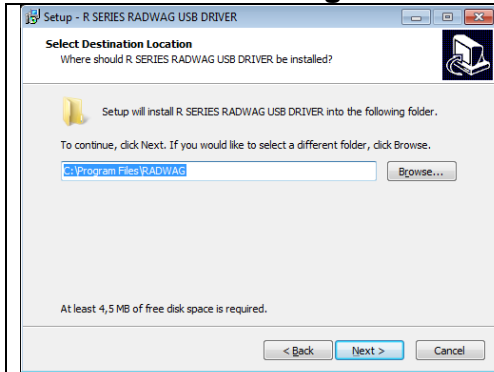 Setup - R SERIES RADWAG USB DRIVER
Select Destination Location
Where should R SERIES RADWAG USB DRIVER be installed?
Setup will install R SERIES RADWAG USB DRIVER into the following folder.
To continue, click Next. If you would like to select a different folder, click Browse.
C:\Program Files\RADWAG
Browse...
At least 4,5 MB of free disk space is required.
< Back Next > Cancel